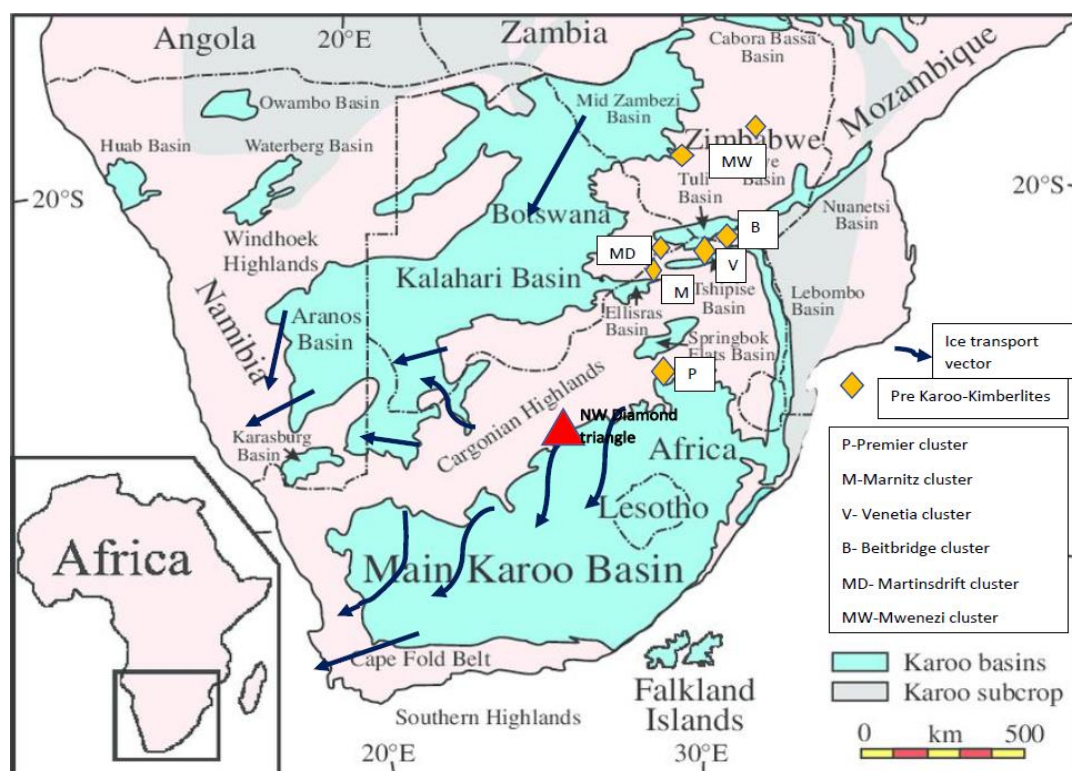 Angola
20°E
Zambia
Cabora Bassa
Basin
Mozambique
Owambo Basin
Mid Zambezi
Basin
Zimbabwe
Huab Basin
Waterberg Basin
MW
Basin
Tuli
Basin
20°S
20°S
Nuanetsi
Basin
Botswana
B
Windhoek
Highlands
MD
V
Kalahari Basin
M
Tshipise
Basin
Lebombo
Basin
Namibia
Aranos
Basin
Ellisras
Basin
Springbok
Flats Basin
Ice transport
vector
P
Pre Karoo-Kimberlites
Cargonian Highlands
NW Diamond
triangle
Karasburg
Basin
Africa
P-Premier cluster
M-Marnitz cluster
V- Venetia cluster
B- Beitbridge cluster
MD- Martinsdrift cluster
MW-Mwenezi cluster
Lesotho
Africa
Main Karoo Basin
Cape Fold Belt
Falkland
Islands
Southern Highlands
Karoo basins
Karoo subcrop
0 km 500
20°E
30°E